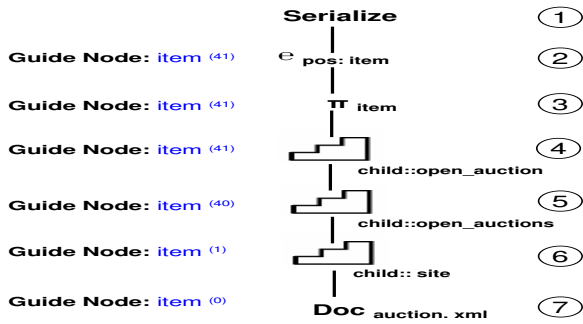 Serialize 1
Guide Node: item (41) e pos: item 2
Guide Node: item (41) π item 3
Guide Node: item (41) 4
child::open_auction
Guide Node: item (40) 5
child::open_auctions
Guide Node: item (1) 6
child:: site
Guide Node: item (0) Doc auction. xml 7